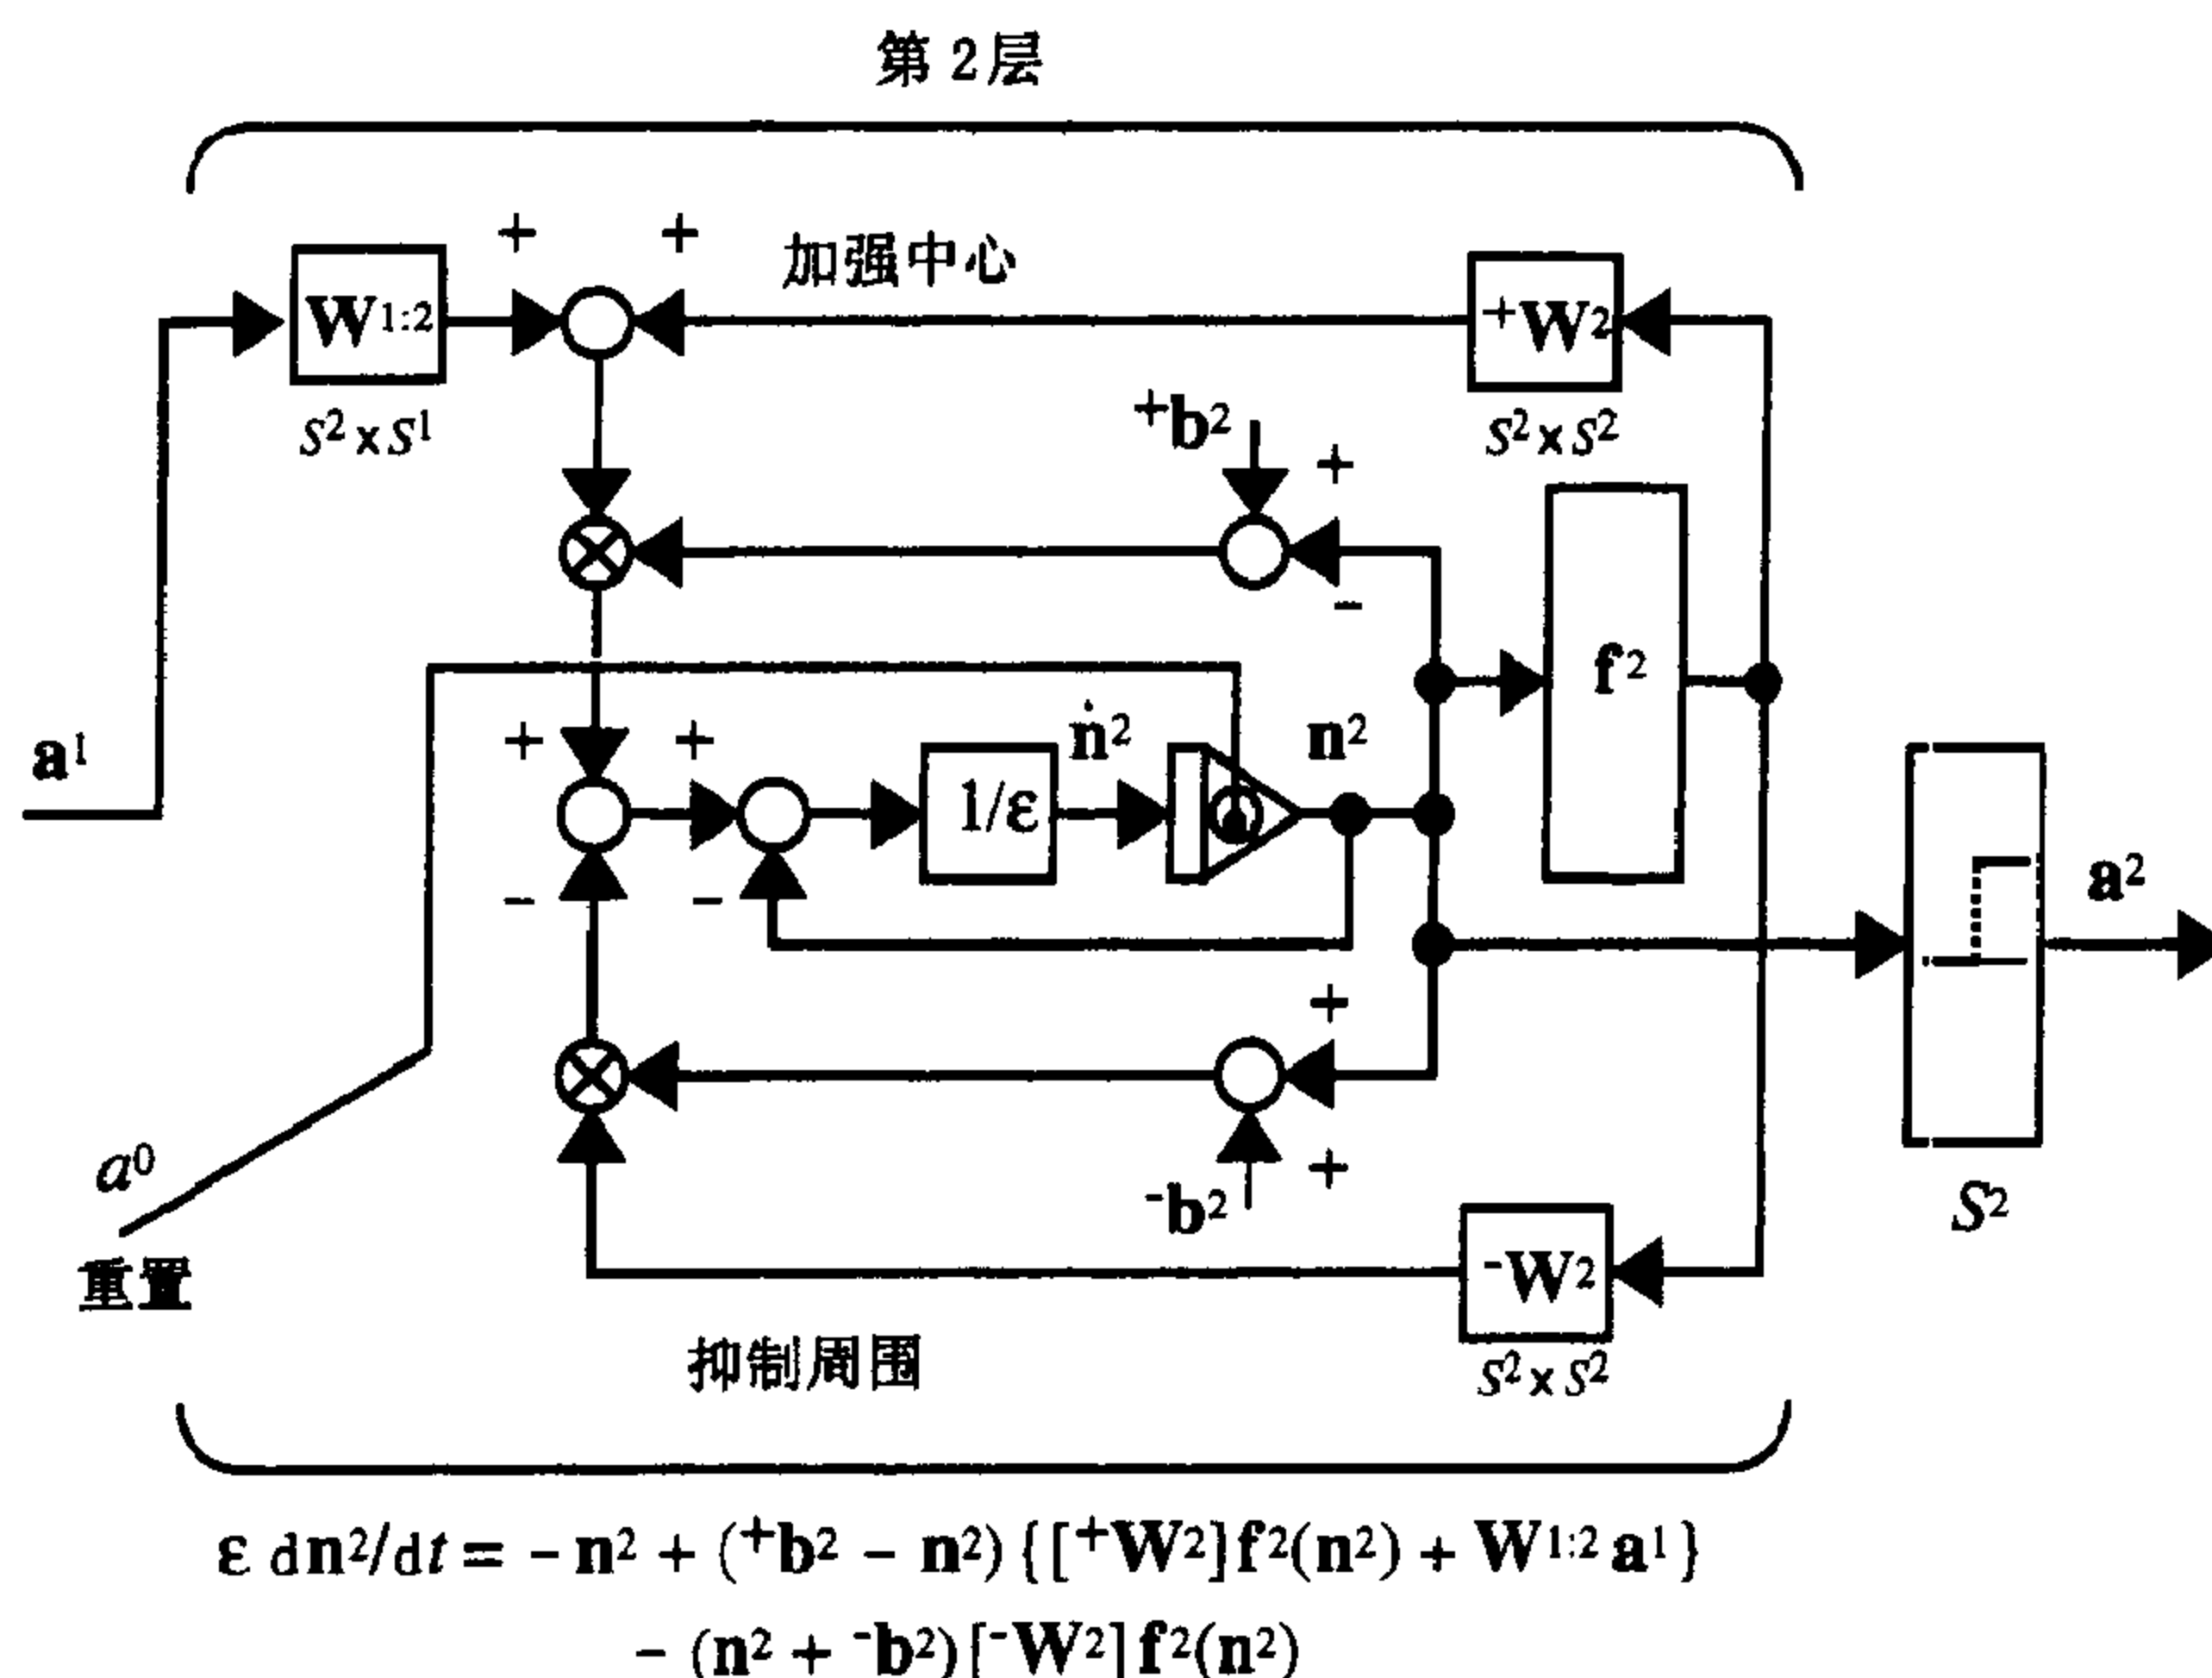 第 2层
+ +
加强中心
W1:2
+W2
S2×S1
S2×S2
+b2
+
-
f2
a1
+ +
ṅ2
n2
1/ε
- -
a2
+
a0
+
-b2
S2
重置
-W2
抑制周围
S2×S2
ε dn2/dt = - n2 + (+b2 - n2) {[+W2]f2(n2) + W1:2 a1}
- (n2 + -b2)[-W2] f2(n2)